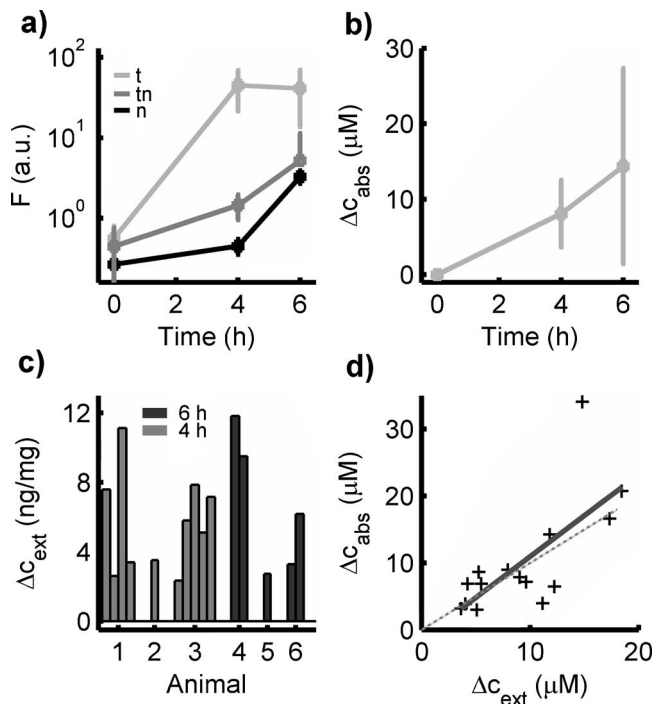 a)
10²
10¹
10⁰
F (a.u.)
t
tn
n
0 2 4 6
Time (h)
b)
30
20
10
0
Δc_abs (μM)
0 2 4 6
Time (h)
c)
12
8
4
0
Δc_ext (ng/mg)
6 h
4 h
1 2 3 4 5 6
Animal
d)
30
20
10
0
Δc_abs (μM)
0 10 20
Δc_ext (μM)